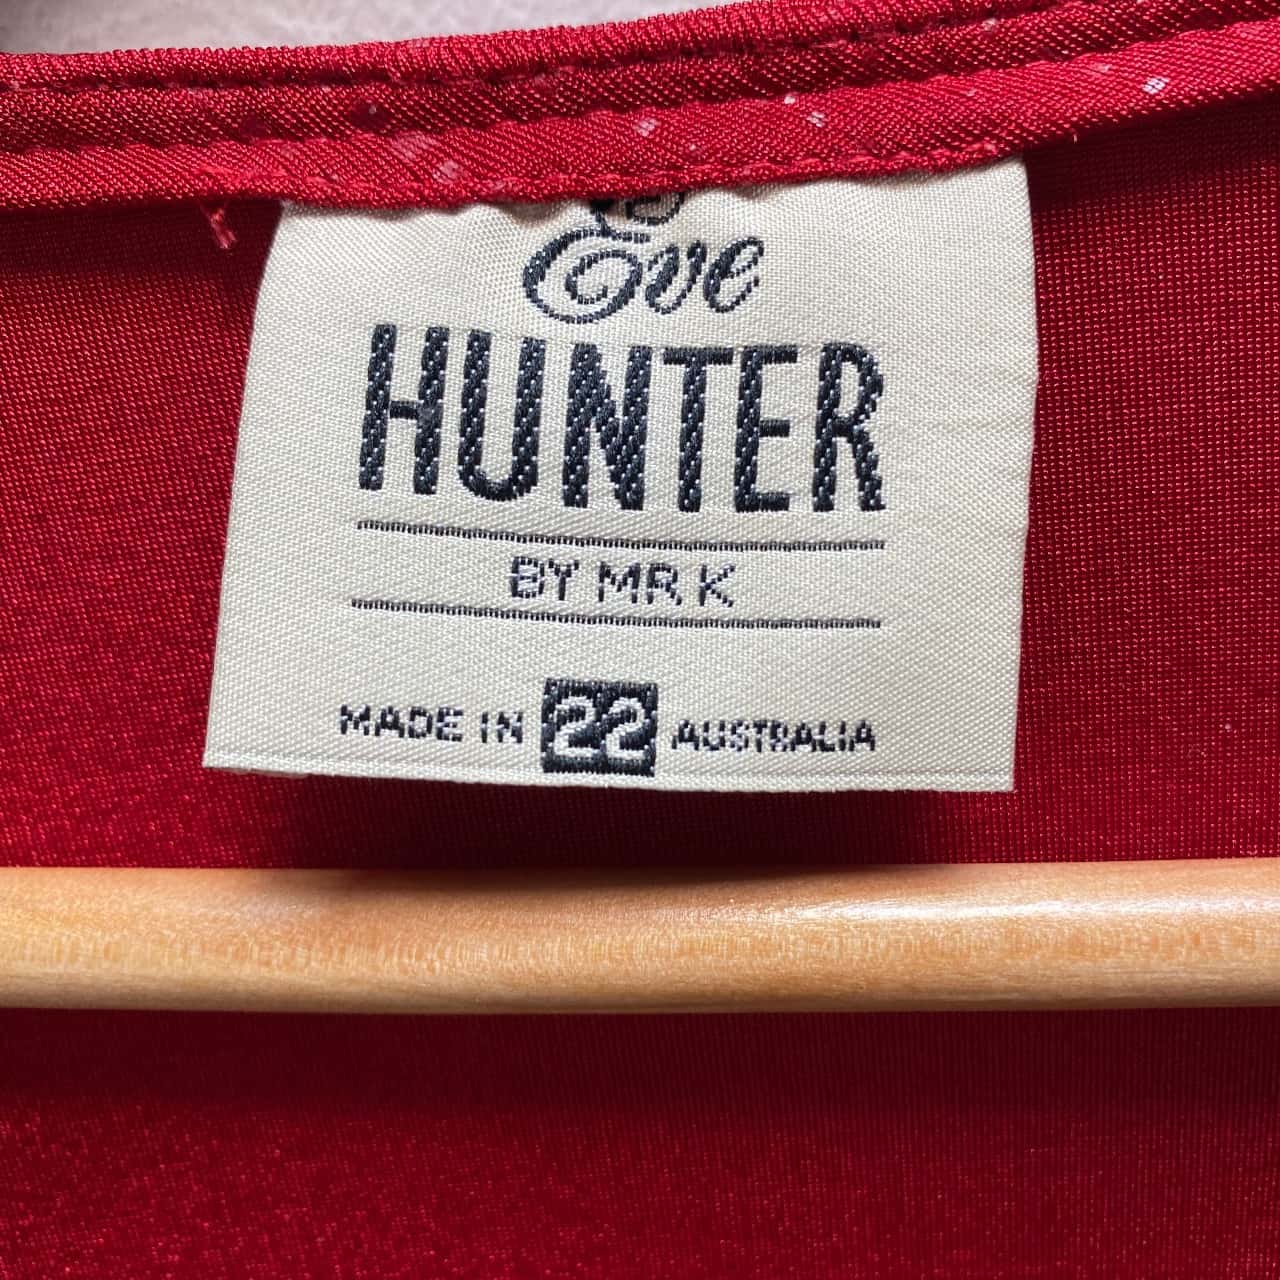 Eve
HUNTER
BY MR K
MADE IN 22 AUSTRALIA